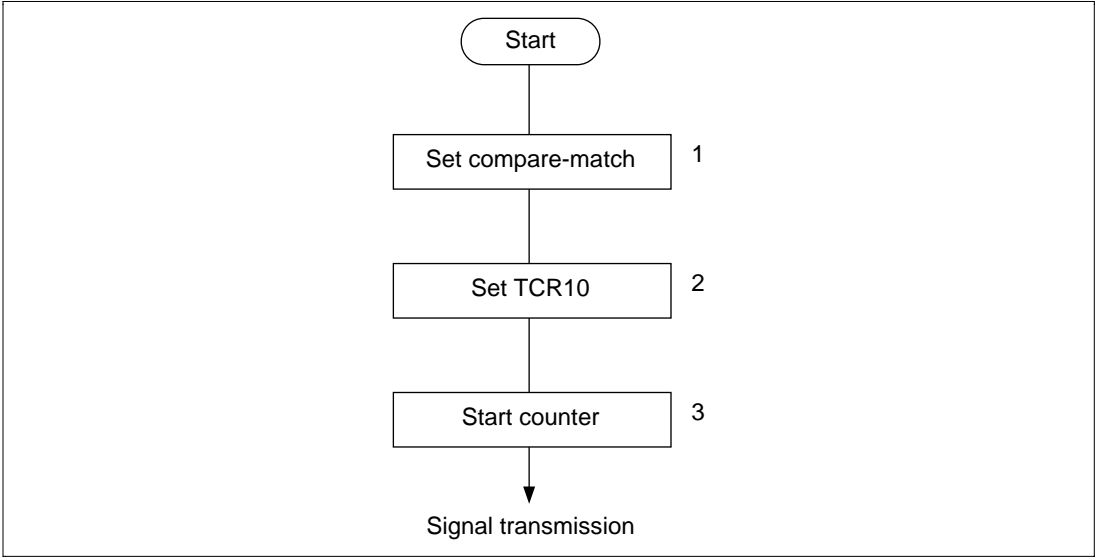 Start
Set compare-match 1
Set TCR10 2
Start counter 3
Signal transmission